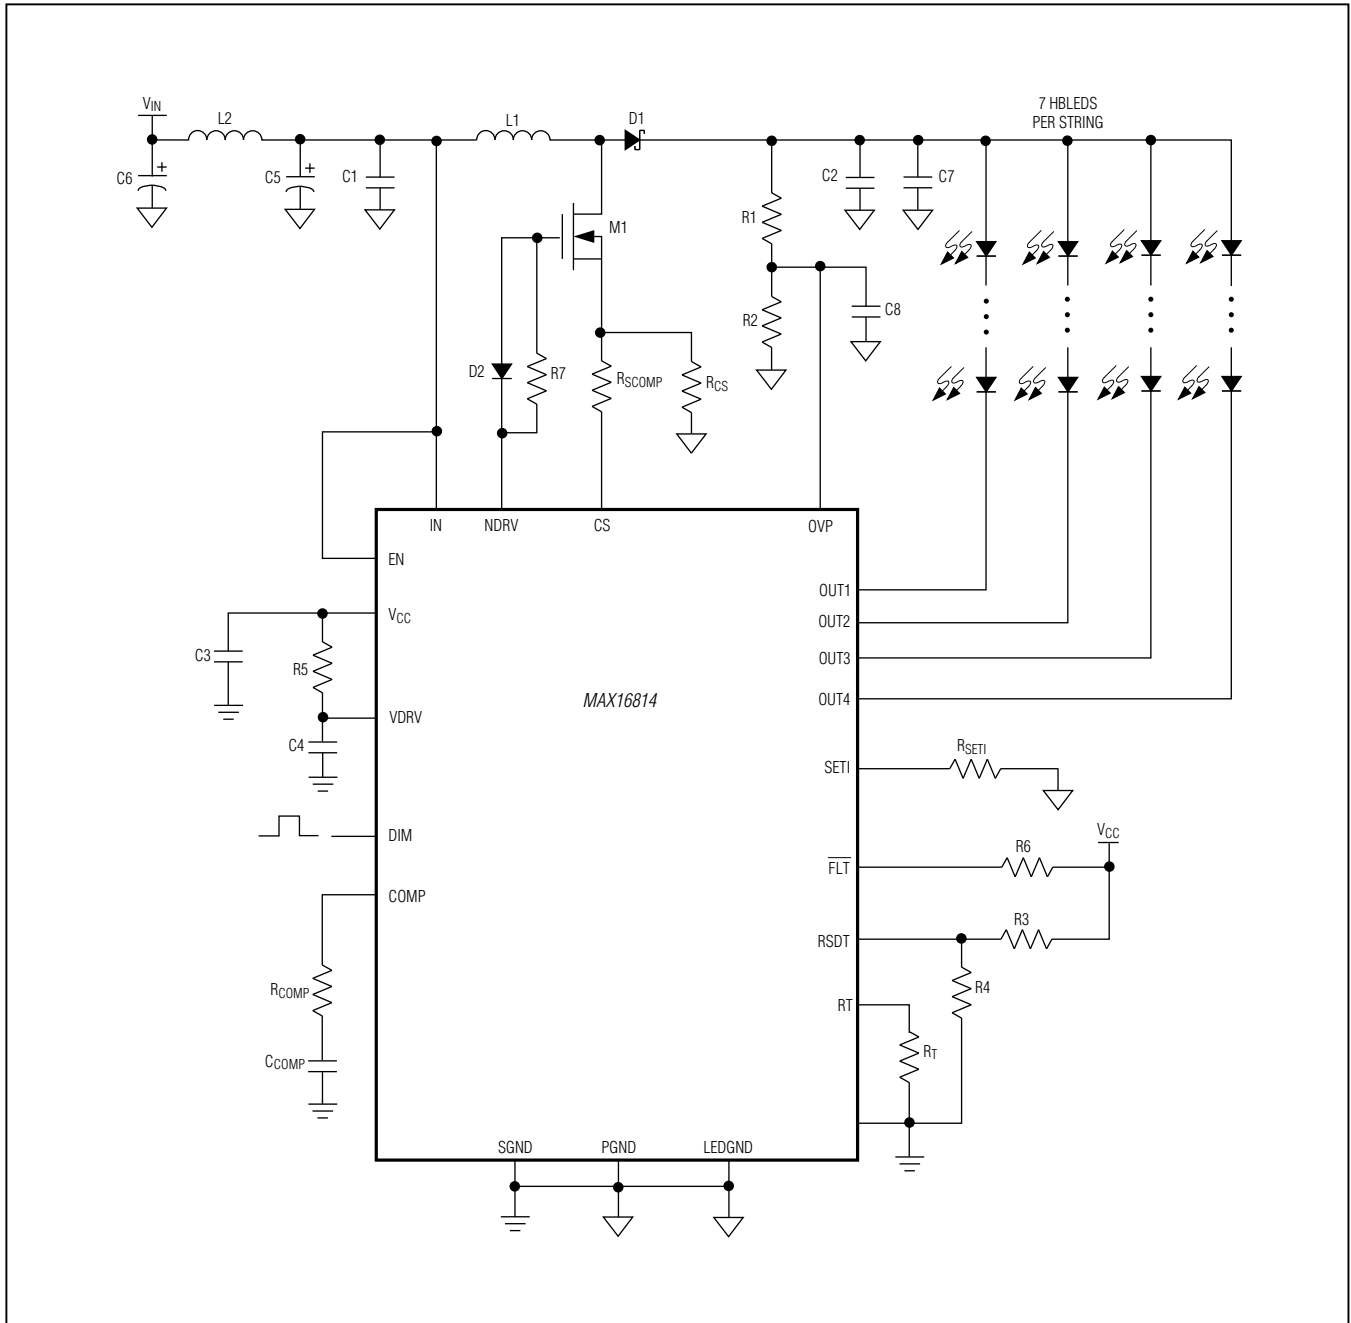 VIN
L2
L1
D1
7 HBLEDS
PER STRING
C6
C5
C1
C2
C7
M1
R1
R2
C8
D2
R7
RSCOMP
RCS
IN
NDRV
CS
OVP
EN
VCC
C3
R5
VDRV
C4
DIM
COMP
RCOMP
CCOMP
MAX16814
OUT1
OUT2
OUT3
OUT4
SETI
RSETI
VCC
FLT
R6
RSDT
R3
R4
RT
RT
SGND
PGND
LEDGND